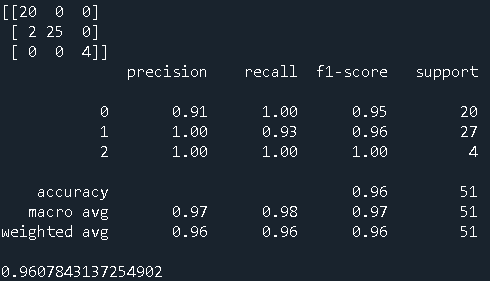 [[20  0  0]
 [ 2 25  0]
 [ 0  0  4]]
              precision    recall  f1-score   support

           0       0.91      1.00      0.95        20
           1       1.00      0.93      0.96        27
           2       1.00      1.00      1.00         4

    accuracy                           0.96        51
   macro avg       0.97      0.98      0.97        51
weighted avg       0.96      0.96      0.96        51

0.9607843137254902